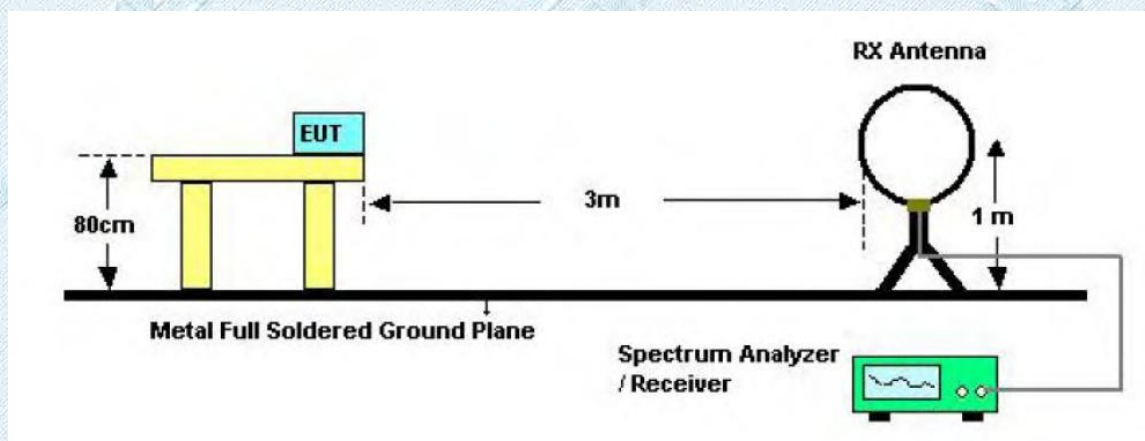 RX Antenna
EUT
3m
80cm
1 m
Metal Full Soldered Ground Plane
Spectrum Analyzer
/ Receiver